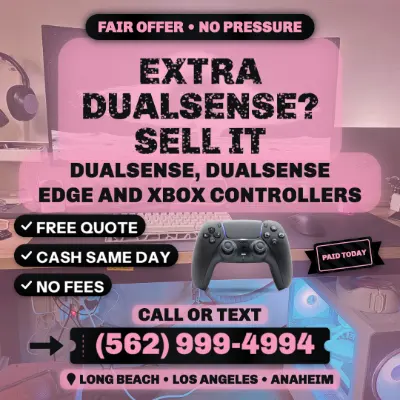 FAIR OFFER • NO PRESSURE
EXTRA
DUALSENSE?
SELL IT
DUALSENSE, DUALSENSE
EDGE AND XBOX CONTROLLERS
✓ FREE QUOTE
✓ CASH SAME DAY
✓ NO FEES
PAID TODAY
CALL OR TEXT
(562) 999-4994
LONG BEACH • LOS ANGELES • ANAHEIM